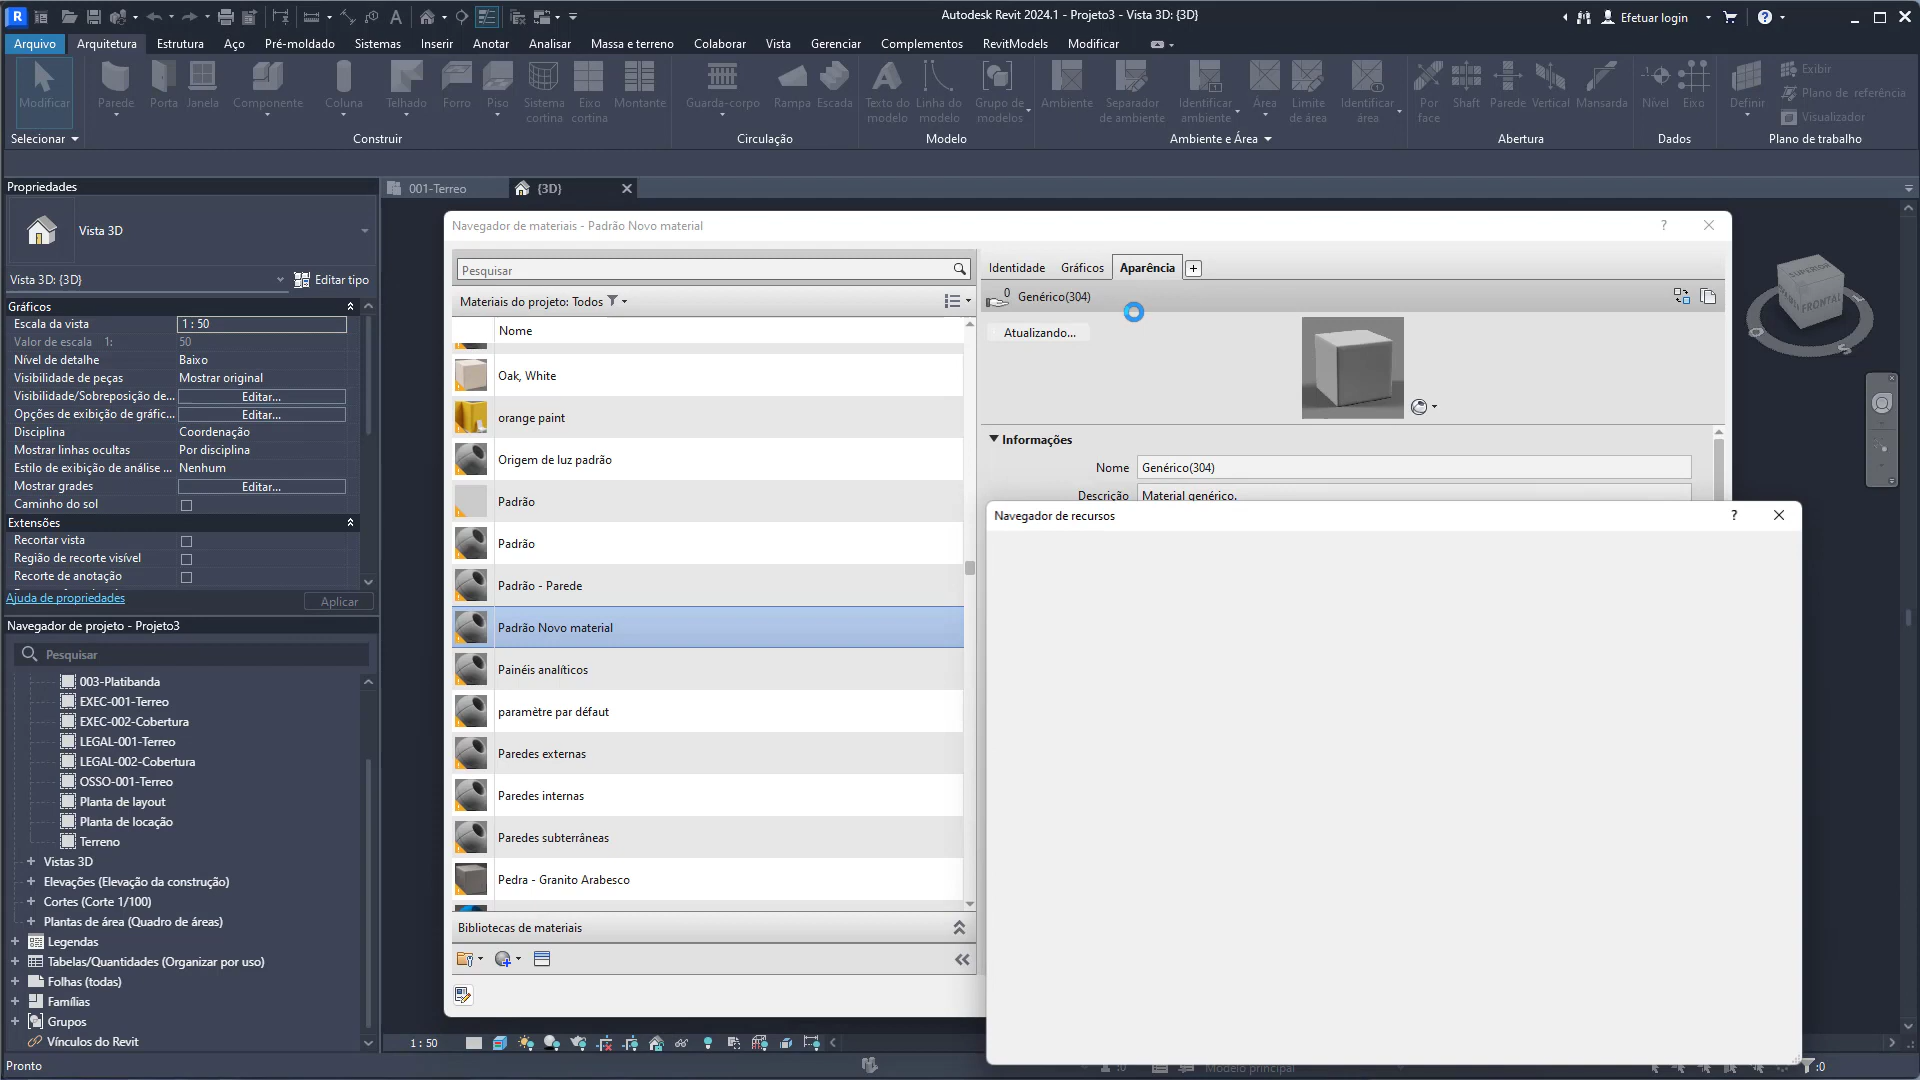 Autodesk Revit 2024.1 - Projeto3 - Vista 3D: {3D}
Efetuar login
Arquivo Arquitetura Estrutura Aço Pré-moldado Sistemas Inserir Anotar Analisar Massa e terreno Colaborar Vista Gerenciar Complementos RevitModels Modificar
Modificar
Parede Porta Janela Componente Coluna Telhado Forro Piso Sistema cortina Eixo cortina Montante
Guarda-corpo Rampa Escada
Texto do modelo Linha do modelo Grupo de modelos
Ambiente Separador de ambiente Identificar ambiente Área Limite de área Identificar área
Por face Shaft Parede Vertical Mansarda
Nível Eixo
Definir Exibir
Plano de referência
Visualizador
Selecionar Construir Circulação Modelo Ambiente e Área Abertura Dados Plano de trabalho
Propriedades
001-Terreo {3D}
Vista 3D
Vista 3D: {3D} Editar tipo
Gráficos
Escala da vista 1 : 50
Valor de escala 1: 50
Nível de detalhe Baixo
Visibilidade de peças Mostrar original
Visibilidade/Sobreposição de... Editar...
Opções de exibição de gráfic... Editar...
Disciplina Coordenação
Mostrar linhas ocultas Por disciplina
Estilo de exibição de análise ... Nenhum
Mostrar grades Editar...
Caminho do sol
Extensões
Recortar vista
Região de recorte visível
Recorte de anotação
Ajuda de propriedades Aplicar
Navegador de projeto - Projeto3
Pesquisar
003-Platibanda
EXEC-001-Terreo
EXEC-002-Cobertura
LEGAL-001-Terreo
LEGAL-002-Cobertura
OSSO-001-Terreo
Planta de layout
Planta de locação
Terreno
Vistas 3D
Elevações (Elevação da construção)
Cortes (Corte 1/100)
Plantas de área (Quadro de áreas)
Legendas
Tabelas/Quantidades (Organizar por uso)
Folhas (todas)
Famílias
Grupos
Vínculos do Revit
Pronto
Navegador de materiais - Padrão Novo material
Pesquisar
Materiais do projeto: Todos
Nome
Oak, White
orange paint
Origem de luz padrão
Padrão
Padrão
Padrão - Parede
Padrão Novo material
Painéis analíticos
paramètre par défaut
Paredes externas
Paredes internas
Paredes subterrâneas
Pedra - Granito Arabesco
Bibliotecas de materiais
Identidade Gráficos Aparência +
0 Genérico(304)
Atualizando...
Informações
Nome Genérico(304)
Descrição Material genérico.
Navegador de recursos
SUPERIOR
FRONTAL
1 : 50
:0 Modelo principal :0